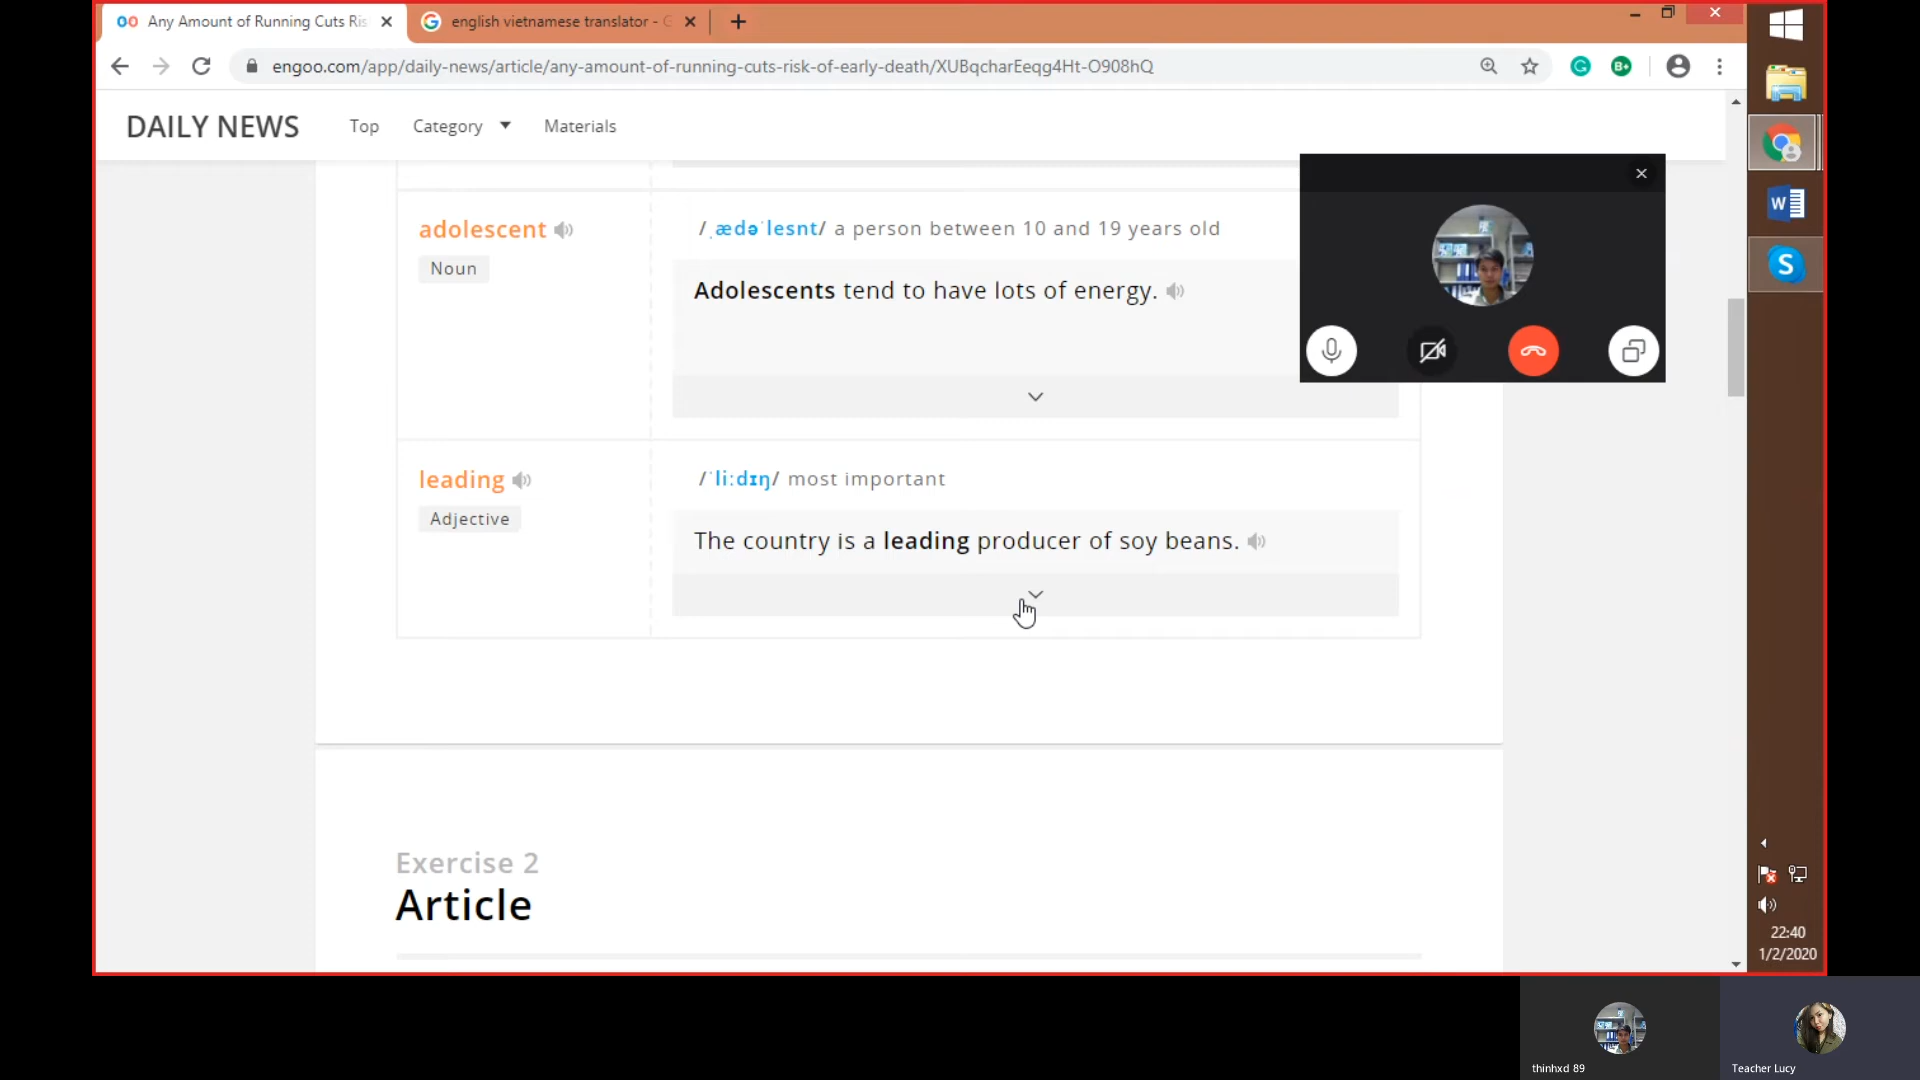 Any Amount of Running Cuts Ris
english vietnamese translator - G
engoo.com/app/daily-news/article/any-amount-of-running-cuts-risk-of-early-death/XUBqcharEeqg4Ht-O908hQ
DAILY NEWS
Top
Category
Materials
adolescent
Noun
/ˌædəˈlesnt/ a person between 10 and 19 years old
Adolescents tend to have lots of energy.
leading
Adjective
/ˈliːdɪŋ/ most important
The country is a leading producer of soy beans.
Exercise 2
Article
22:40
1/2/2020
thinhxd 89
Teacher Lucy